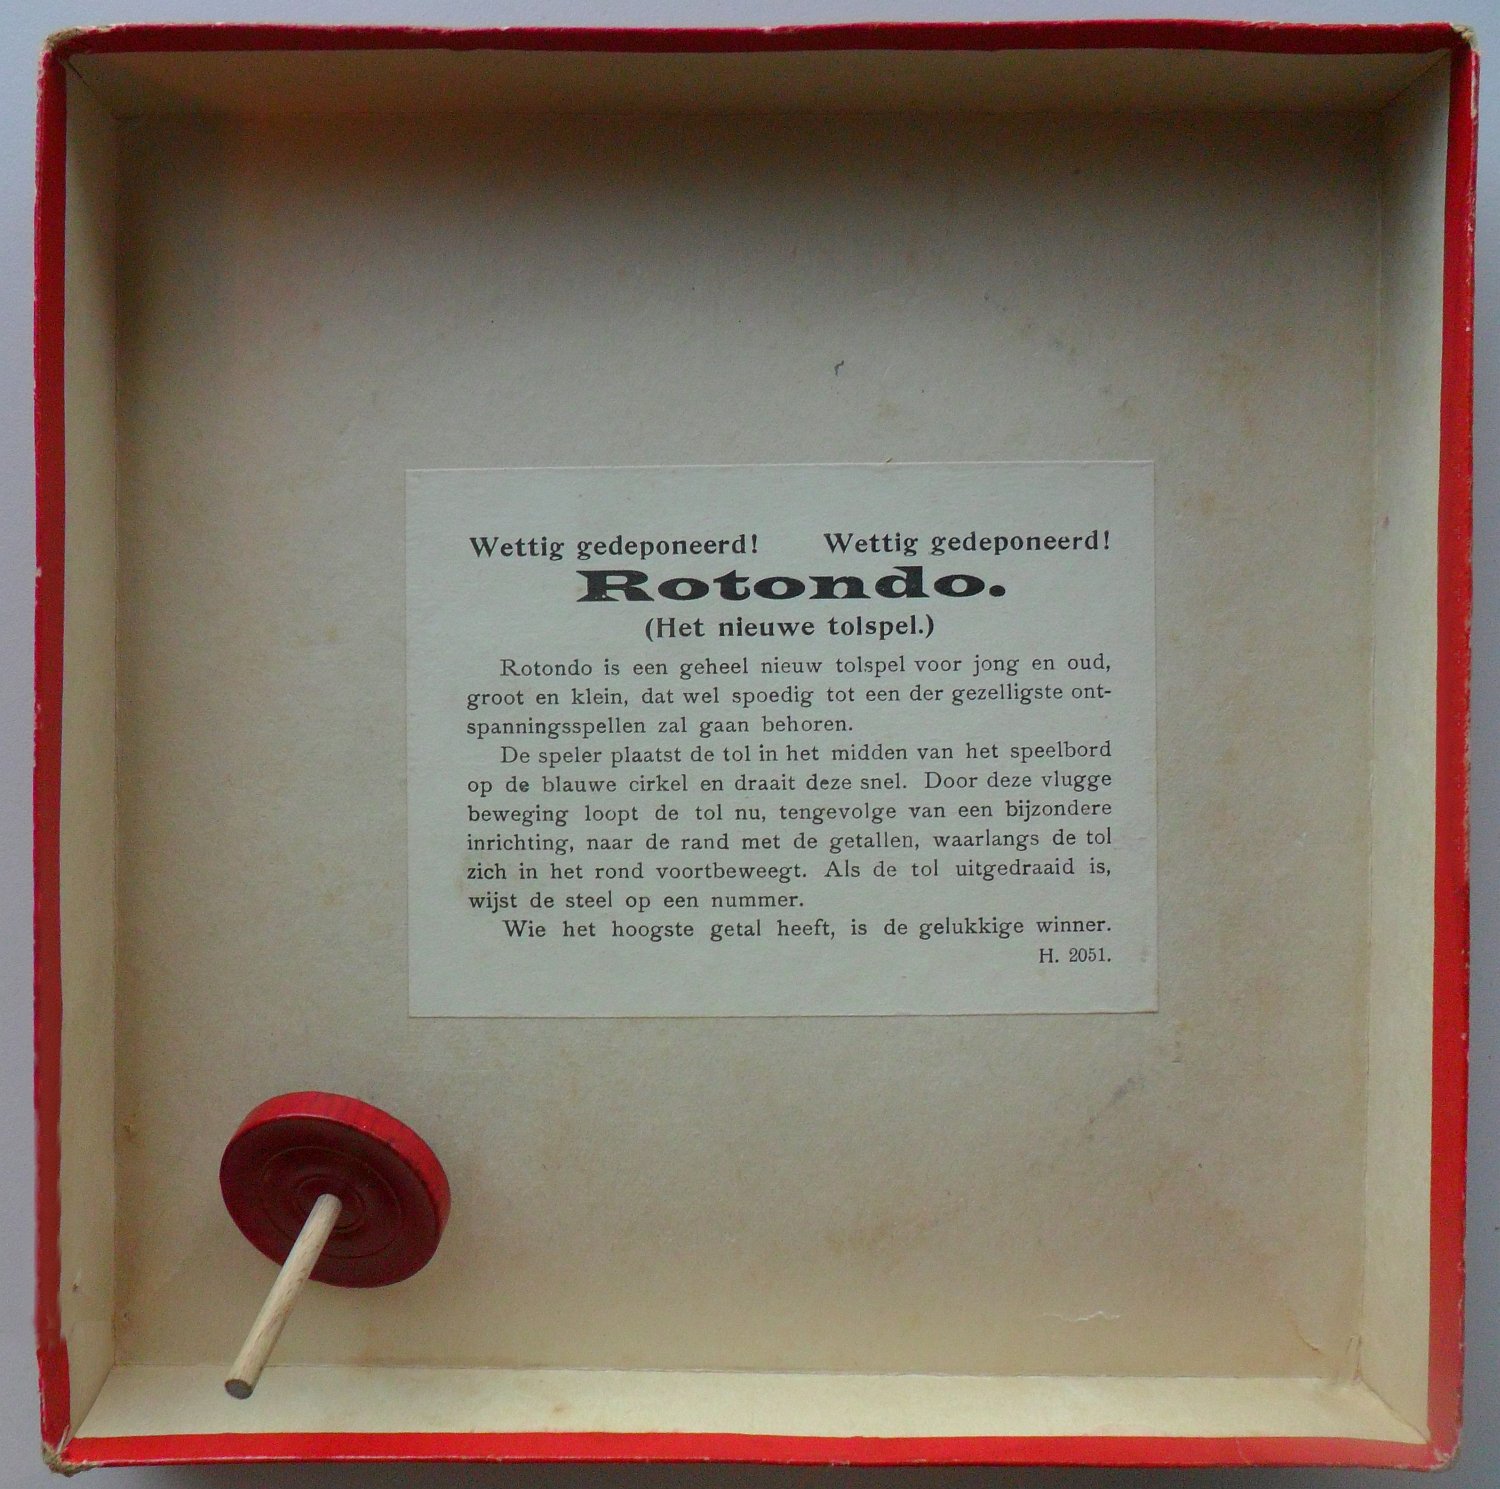 Wettig gedeponeerd! Wettig gedeponeerd!
Rotondo.
(Het nieuwe tolspel.)
Rotondo is een geheel nieuw tolspel voor jong en oud,
groot en klein, dat wel spoedig tot een der gezelligste ont-
spanningsspellen zal gaan behoren.
De speler plaatst de tol in het midden van het speelbord
op de blauwe cirkel en draait deze snel. Door deze vlugge
beweging loopt de tol nu, tengevolge van een bijzondere
inrichting, naar de rand met de getallen, waarlangs de tol
zich in het rond voortbeweegt. Als de tol uitgedraaid is,
wijst de steel op een nummer.
Wie het hoogste getal heeft, is de gelukkige winner.
H. 2051.